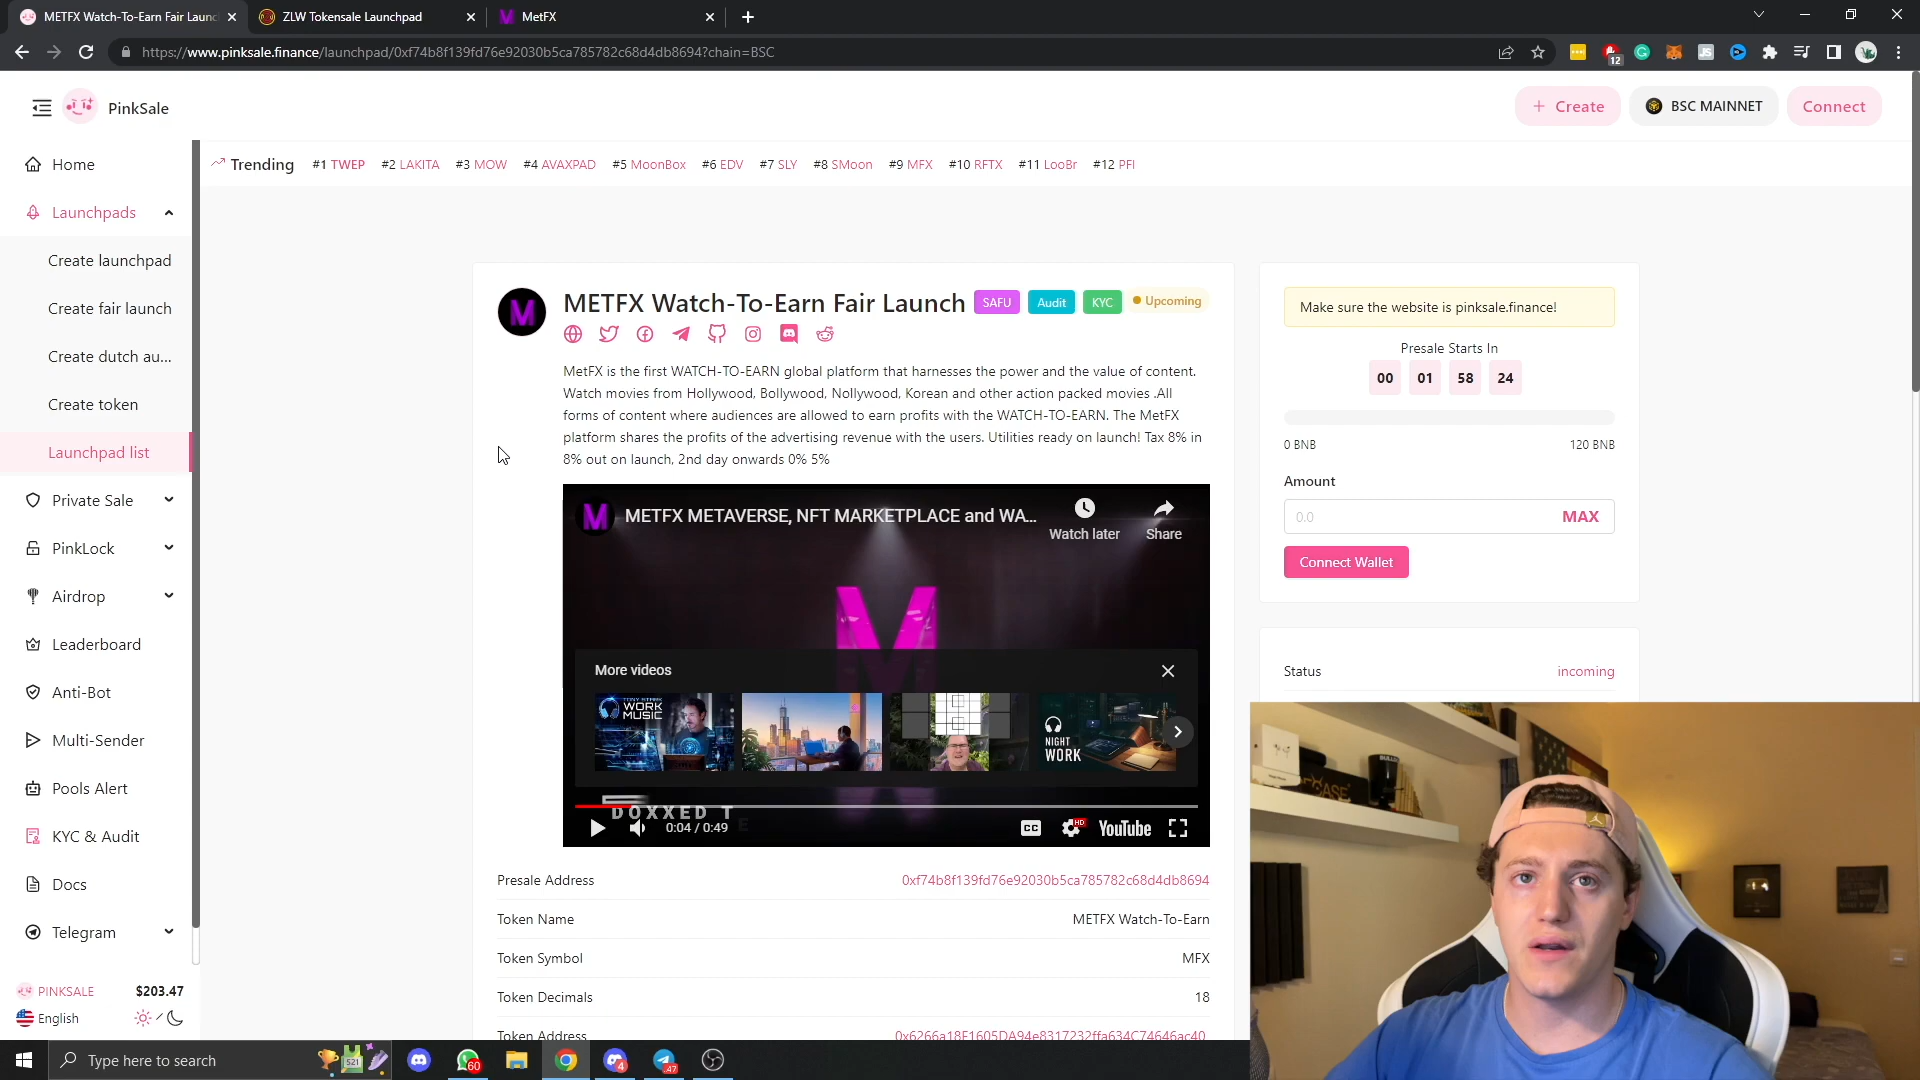 METFX Watch-To-Earn Fair Launc
ZLW Tokensale Launchpad
MetFX
https://www.pinksale.finance/launchpad/0xf74b8f139fd76e92030b5ca785782c68d4db8694?chain=BSC
12
JS
PinkSale
Create
BSC MAINNET
Connect
Home
Launchpads
Create launchpad
Create fair launch
Create dutch au...
Create token
Launchpad list
Private Sale
PinkLock
Airdrop
Leaderboard
Anti-Bot
Multi-Sender
Pools Alert
KYC & Audit
Docs
Telegram
PINKSALE $203.47
English
Trending #1 TWEP #2 LAKITA #3 MOW #4 AVAXPAD #5 MoonBox #6 EDV #7 SLY #8 SMoon #9 MFX #10 RFTX #11 LooBr #12 PFI
M
METFX Watch-To-Earn Fair Launch SAFU Audit KYC Upcoming
MetFX is the first WATCH-TO-EARN global platform that harnesses the power and the value of content.
Watch movies from Hollywood, Bollywood, Nollywood, Korean and other action packed movies .All
forms of content where audiences are allowed to earn profits with the WATCH-TO-EARN. The MetFX
platform shares the profits of the advertising revenue with the users. Utilities ready on launch! Tax 8% in
8% out on launch, 2nd day onwards 0% 5%
M METFX METAVERSE, NFT MARKETPLACE and WA...
Watch later
Share
M
More videos
WORK
MUSIC
NIGHT
WORK
DOXXED T
0:04 / 0:49
CC
HD
YouTube
Presale Address 0xf74b8f139fd76e92030b5ca785782c68d4db8694
Token Name METFX Watch-To-Earn
Token Symbol MFX
Token Decimals 18
Token Address 0x6266a18F1605DA94e8317232ffa634C74646ac40
Make sure the website is pinksale.finance!
Presale Starts In
00 01 58 24
0 BNB 120 BNB
Amount
0.0 MAX
Connect Wallet
Status incoming
Type here to search
521
60
4
47